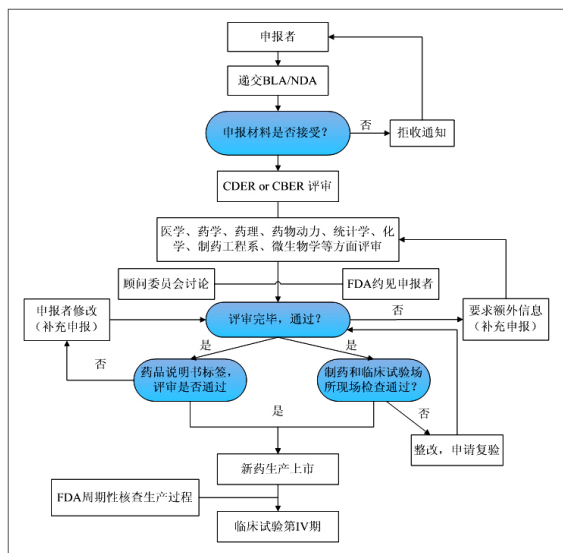 申报者
递交BLA/NDA
申报材料是否接受？
否
拒收通知
CDER or CBER 评审
医学、药学、药理、药物动力、统计学、化
学、制药工程系、微生物学等方面评审
顾问委员会讨论
FDA约见申报者
申报者修改
（补充申报）
评审完毕，通过？
否
要求额外信息
（补充申报）
是
是
否
药品说明书标签，
评审是否通过
制药和临床试验场
所现场检查通过？
是
否
整改，申请复验
新药生产上市
FDA周期性核查生产过程
临床试验第IV期